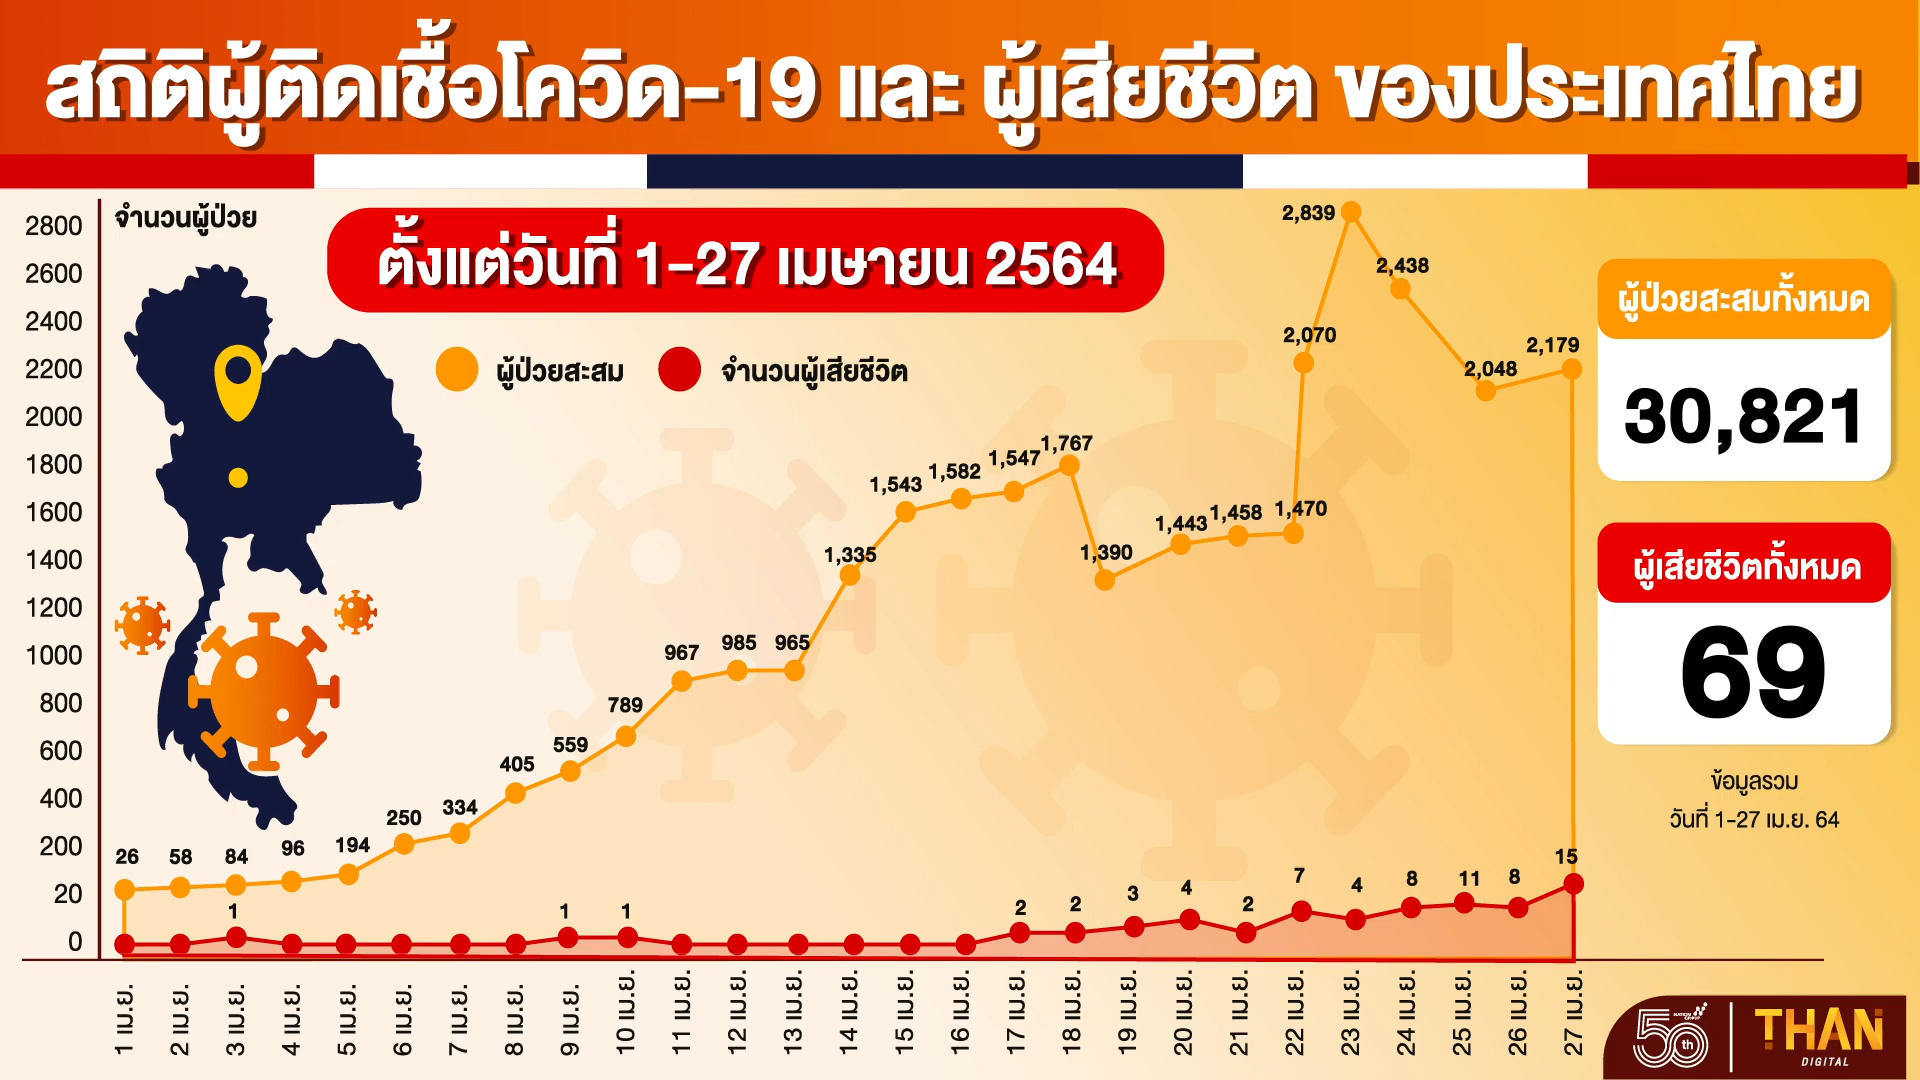 สถิติผู้ติดเชื้อโควิด-19 และ ผู้เสียชีวิต ของประเทศไทย
จำนวนผู้ป่วย
ตั้งแต่วันที่ 1-27 เมษายน 2564
ผู้ป่วยสะสม
จำนวนผู้เสียชีวิต
2800
2600
2400
2200
2000
1800
1600
1400
1200
1000
800
600
400
200
20
0
26
58
84
96
194
250
334
405
559
789
967
985
965
1,335
1,543
1,582
1,547
1,767
1,390
1,443
1,458
1,470
2,070
2,839
2,438
2,048
2,179
1
1
1
2
2
3
4
2
7
4
8
11
8
15
1 เม.ย.
2 เม.ย.
3 เม.ย.
4 เม.ย.
5 เม.ย.
6 เม.ย.
7 เม.ย.
8 เม.ย.
9 เม.ย.
10 เม.ย.
11 เม.ย.
12 เม.ย.
13 เม.ย.
14 เม.ย.
15 เม.ย.
16 เม.ย.
17 เม.ย.
18 เม.ย.
19 เม.ย.
20 เม.ย.
21 เม.ย.
22 เม.ย.
23 เม.ย.
24 เม.ย.
25 เม.ย.
26 เม.ย.
27 เม.ย.
ผู้ป่วยสะสมทั้งหมด
30,821
ผู้เสียชีวิตทั้งหมด
69
ข้อมูลรวม
วันที่ 1-27 เม.ย. 64
NATION GROUP
50th
THAN
DIGITAL